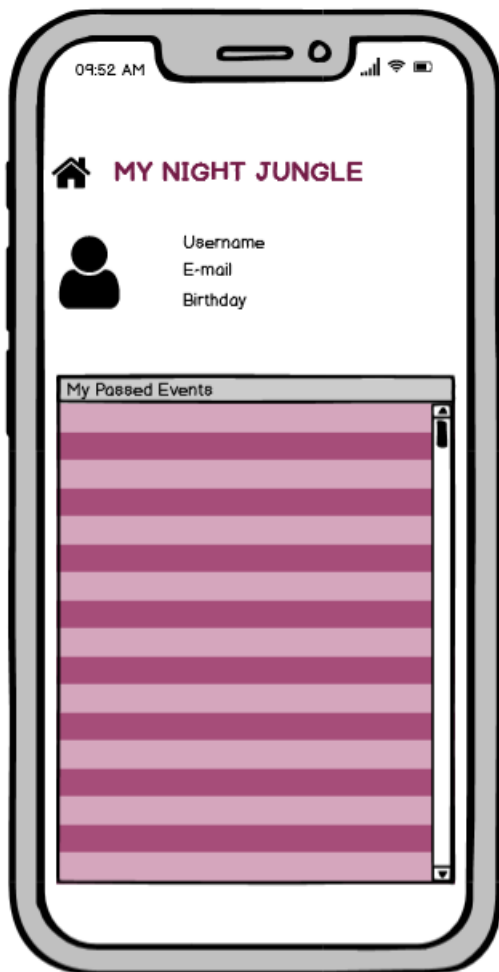 09:52 AM
MY NIGHT JUNGLE
Username
E-mail
Birthday
My Passed Events